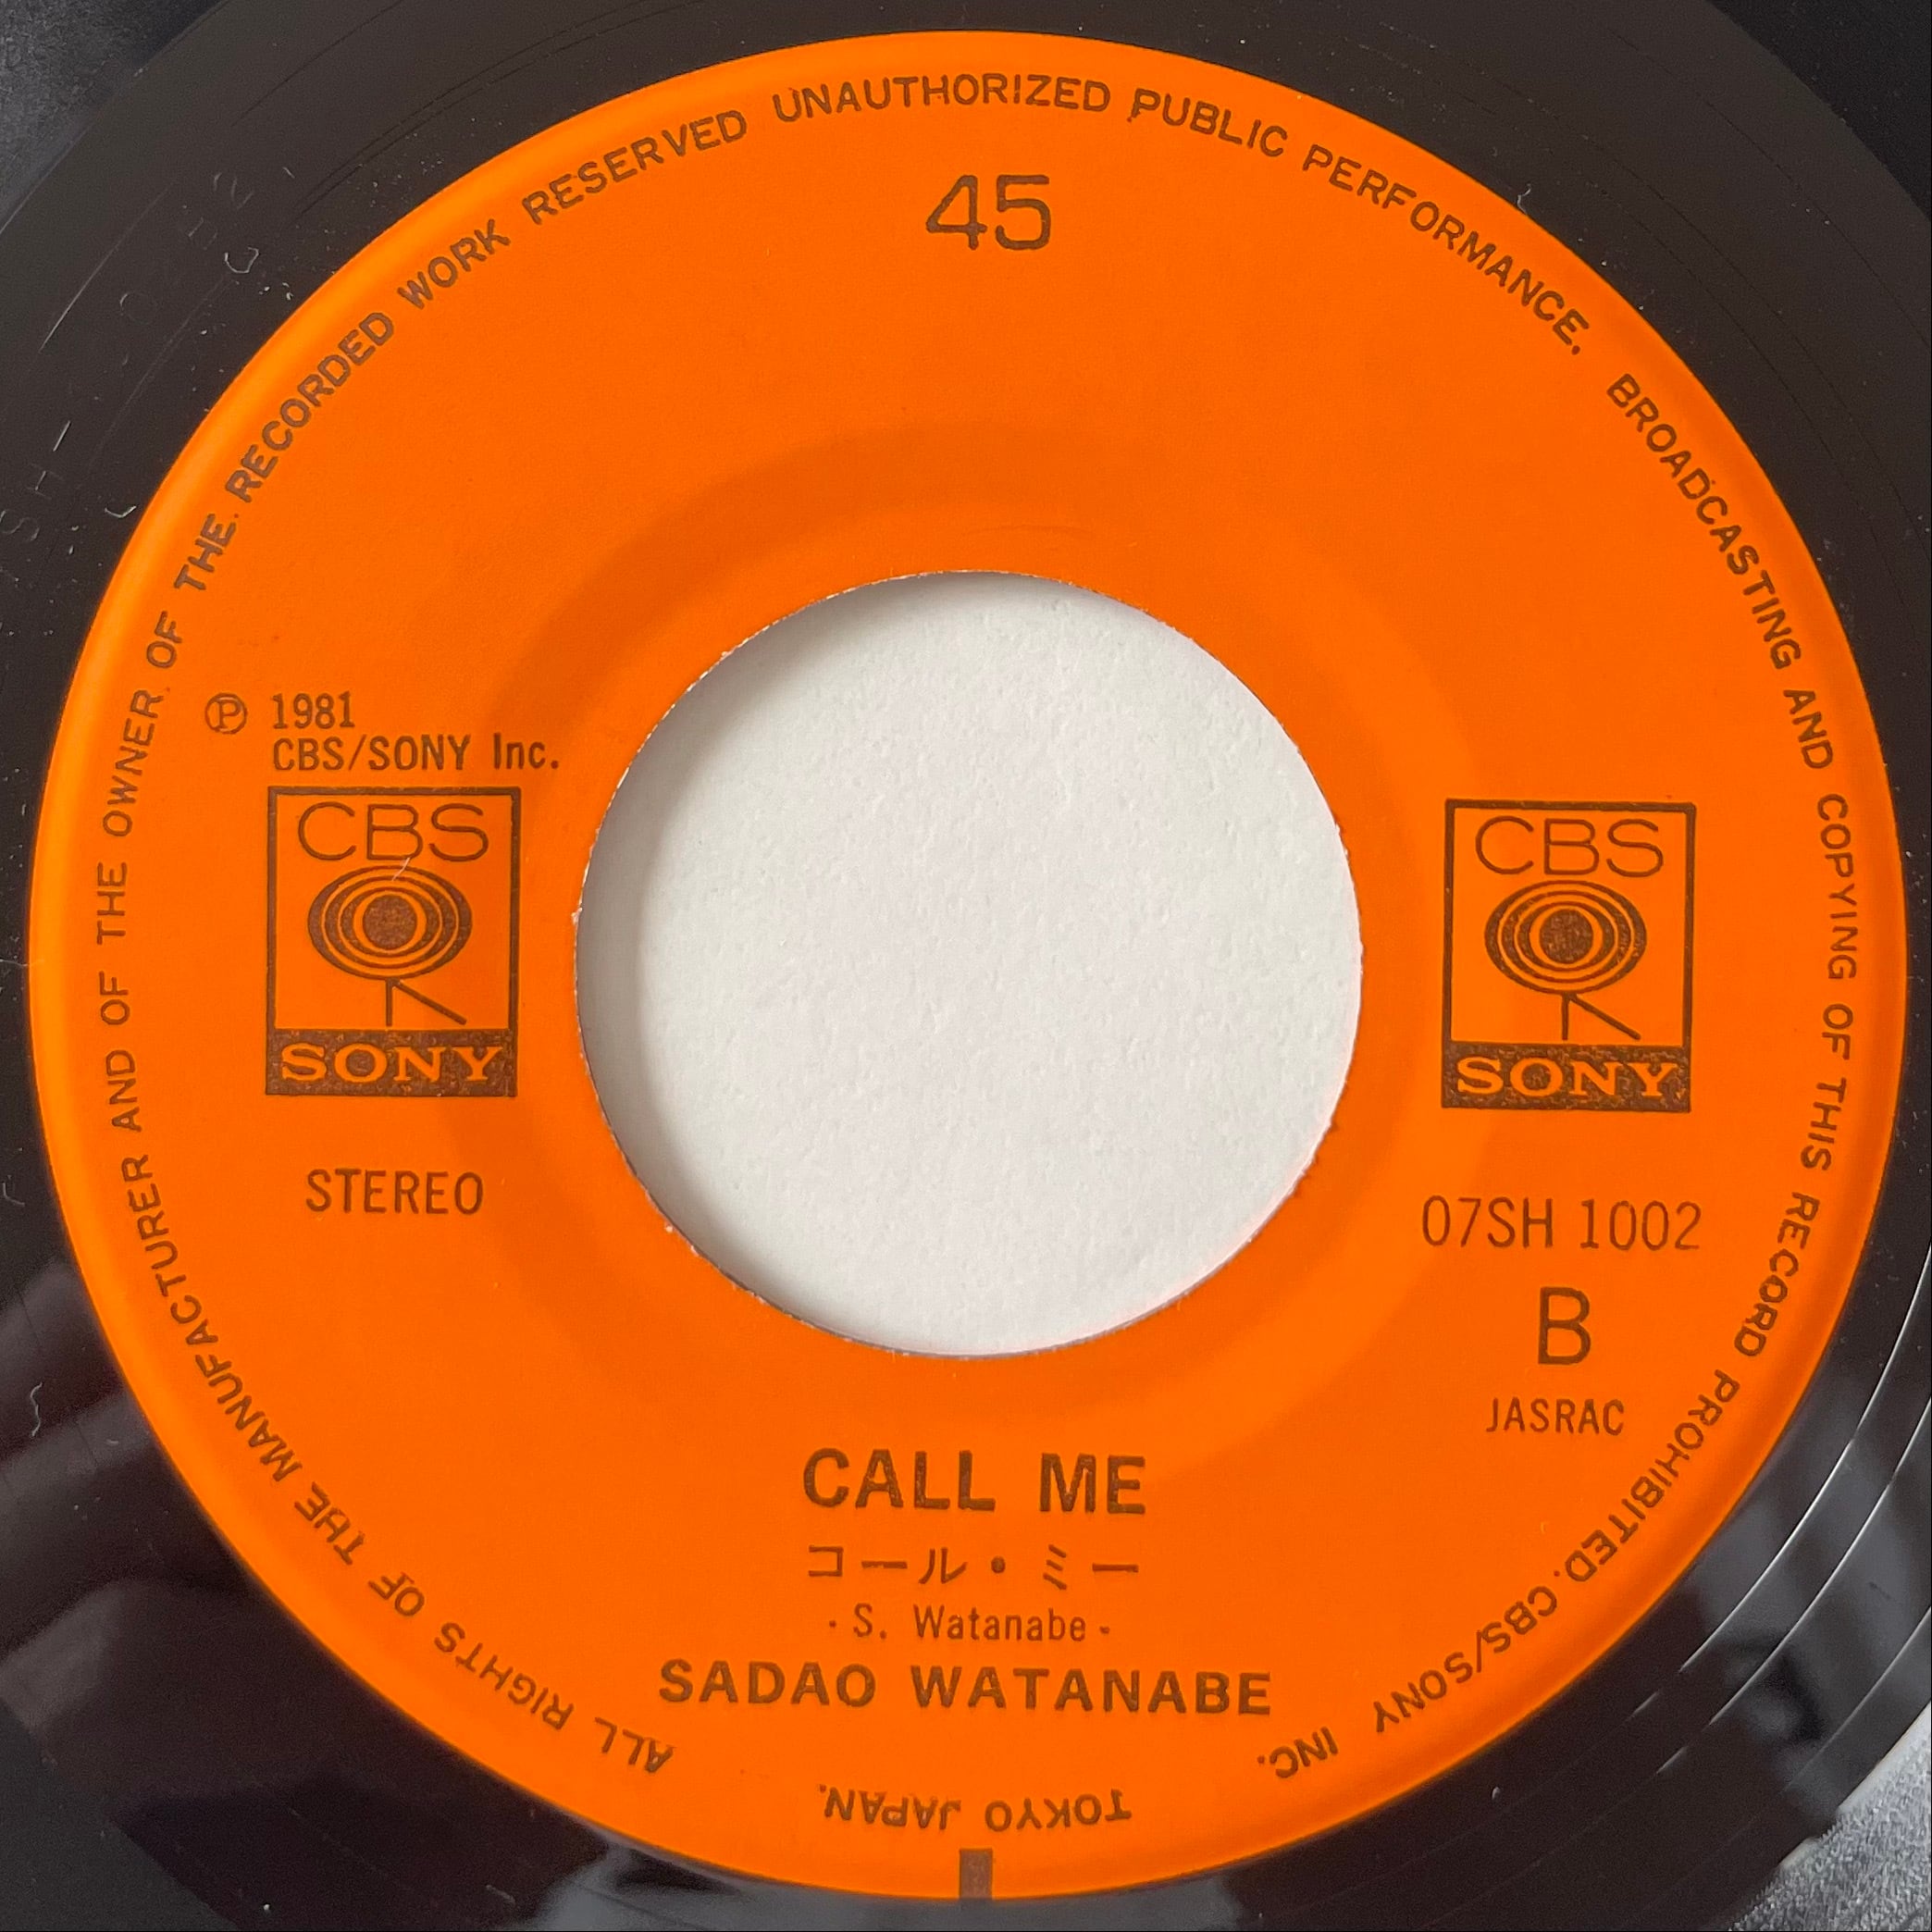 ALL RIGHTS OF THE MANUFACTURER AND OF THE OWNER OF THE RECORDED WORK RESERVED UNAUTHORIZED PUBLIC PERFORMANCE. BROADCASTING AND COPYING OF THIS RECORD PROHIBITED. CBS/SONY INC. TOKYO JAPAN.
45
Ⓟ 1981
CBS/SONY Inc.
CBS
SONY
STEREO
CBS
SONY
07SH 1002
B
JASRAC
CALL ME
コール・ミー
- S. Watanabe -
SADAO WATANABE